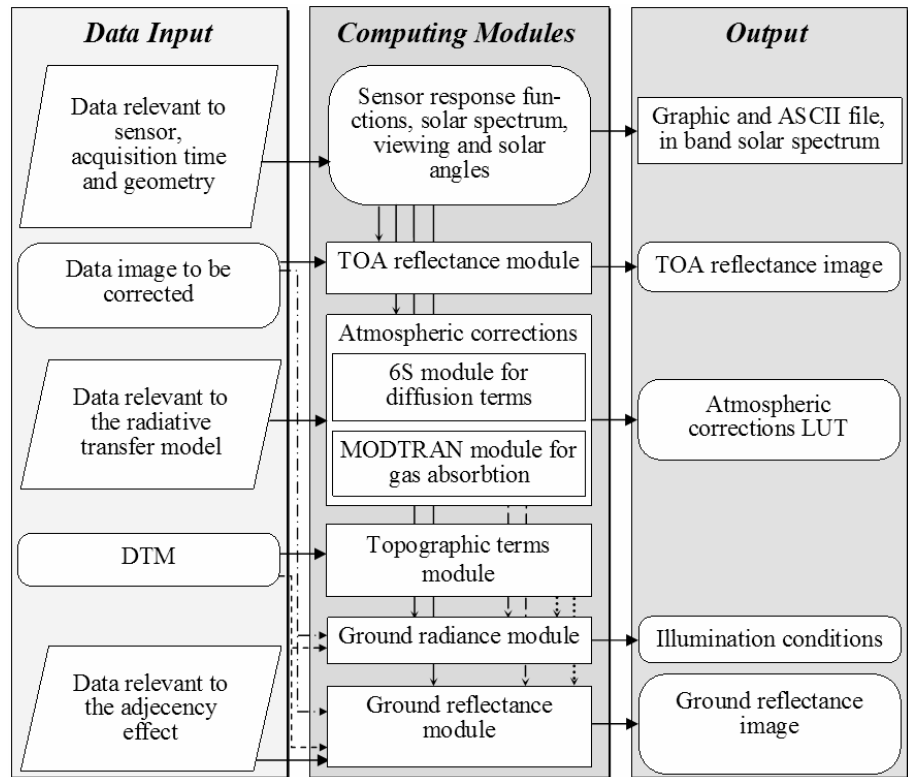 Data Input
Data relevant to
sensor,
acquisition time
and geometry
Data image to be
corrected
Data relevant to
the radiative
transfer model
DTM
Data relevant to
the adjecency
effect
Computing Modules
Sensor response fun-
ctions, solar spectrum,
viewing and solar
angles
TOA reflectance module
Atmospheric corrections
6S module for
diffusion terms
MODTRAN module for
gas absorbtion
Topographic terms
module
Ground radiance module
Ground reflectance
module
Output
Graphic and ASCII file,
in band solar spectrum
TOA reflectance image
Atmospheric
corrections LUT
Illumination conditions
Ground reflectance
image